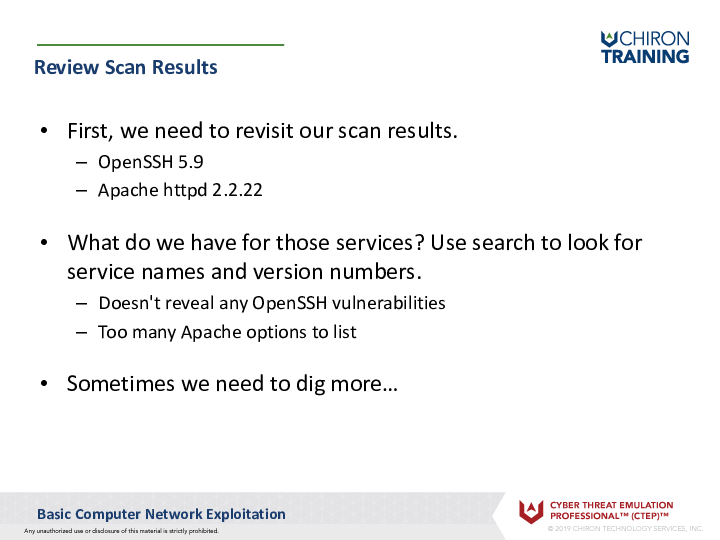 CHIRON
TRAINING
Review Scan Results
• First, we need to revisit our scan results.
– OpenSSH 5.9
– Apache httpd 2.2.22
• What do we have for those services? Use search to look for
service names and version numbers.
– Doesn't reveal any OpenSSH vulnerabilities
– Too many Apache options to list
• Sometimes we need to dig more…
Basic Computer Network Exploitation
Any unauthorized use or disclosure of this material is strictly prohibited.
CYBER THREAT EMULATION
PROFESSIONAL™ (CTEP)™
© 2019 CHIRON TECHNOLOGY SERVICES, INC.